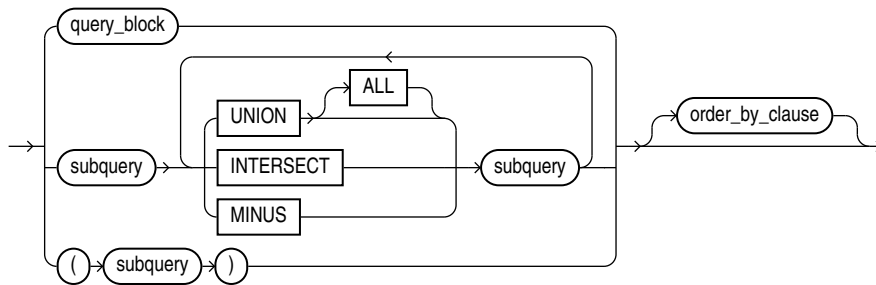 query_block
ALL
UNION
order_by_clause
subquery
INTERSECT
subquery
MINUS
( subquery )